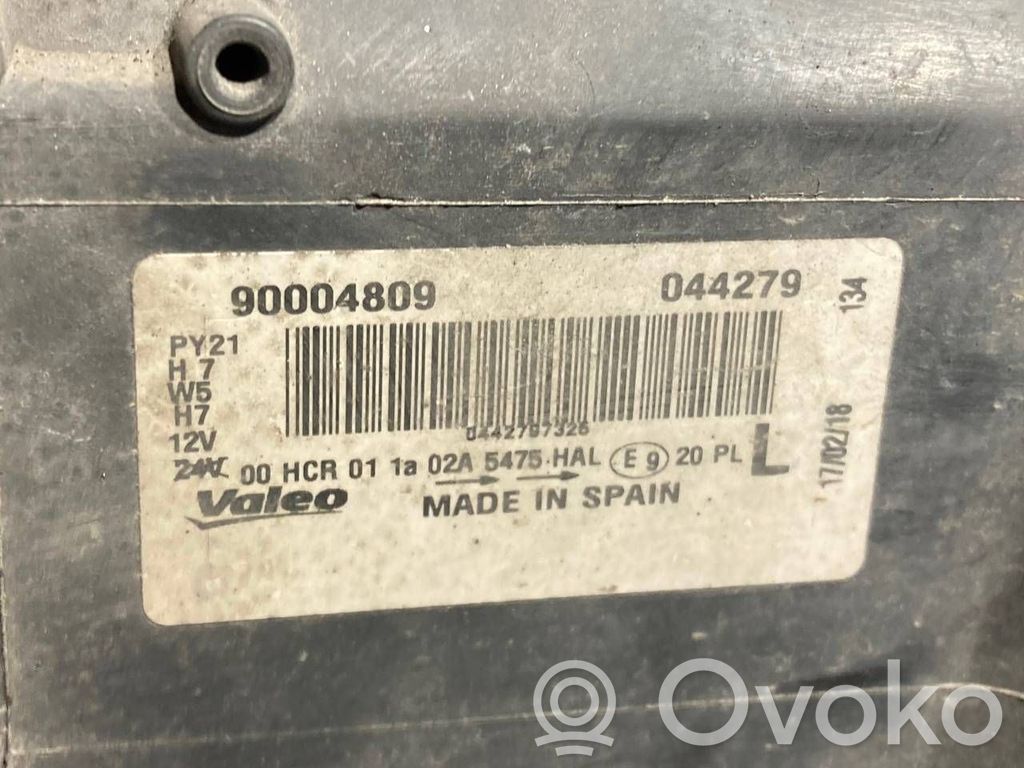 90004809
044279
134
17/02/18
PY21
H 7
W5
H7
12V
24V
0442797326
00 HCR 01 1a 02A 5475 HAL E 9 20 PL L
Valeo
MADE IN SPAIN
Ovoko